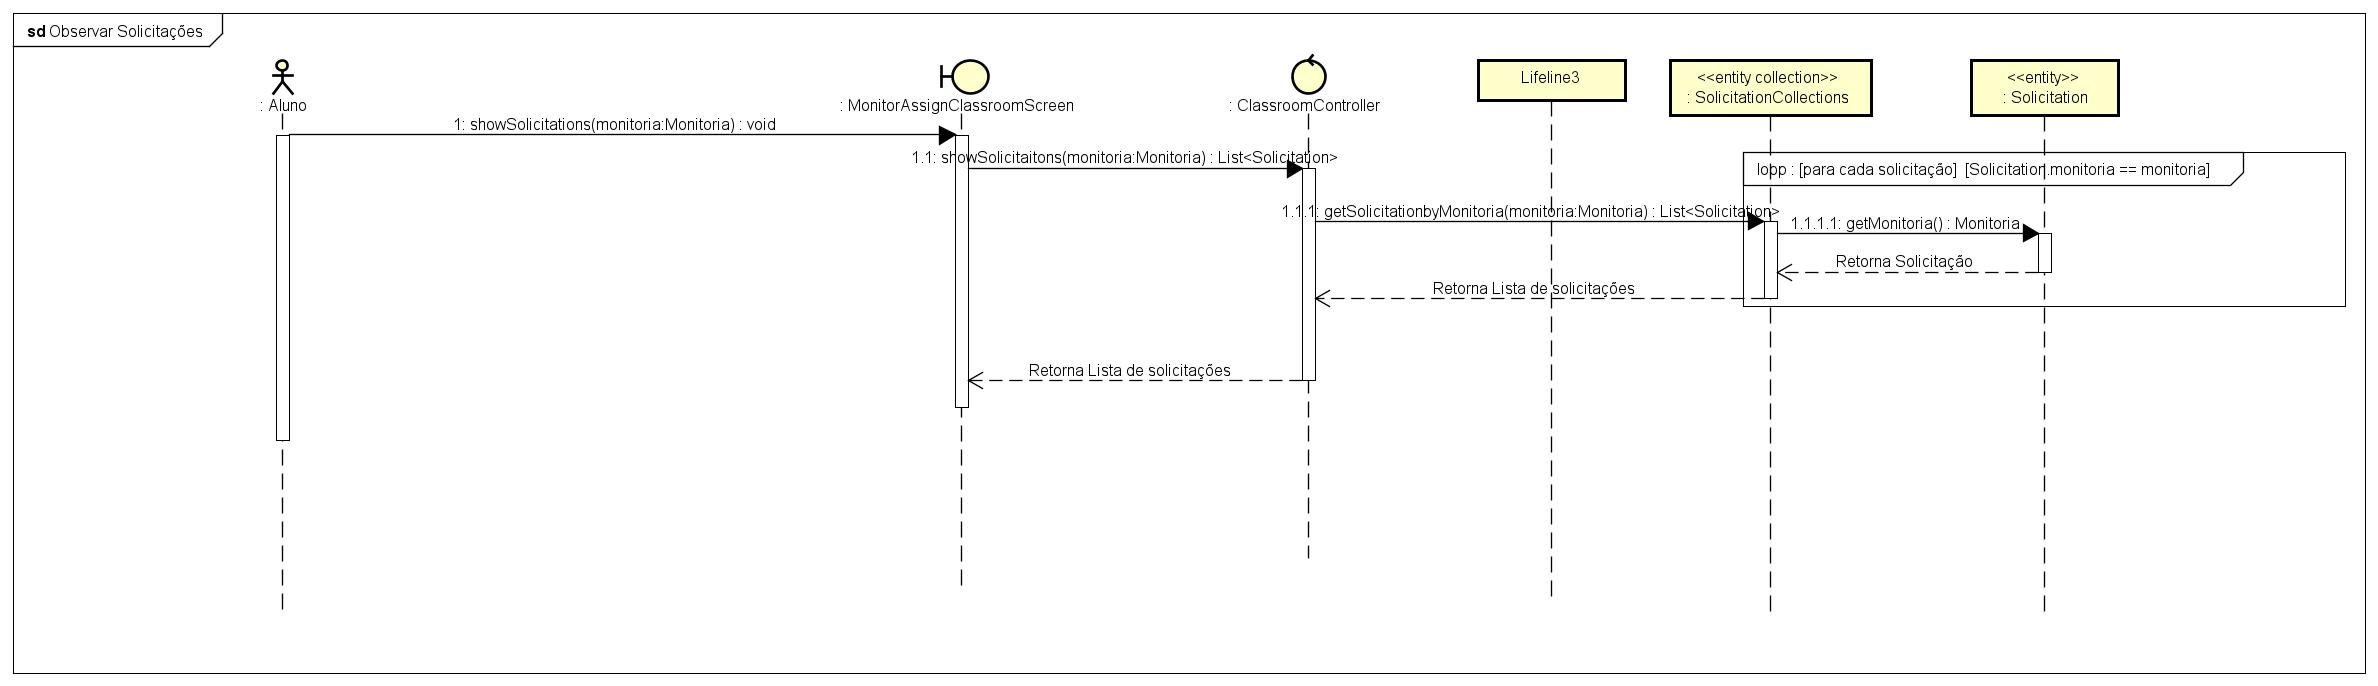 sd Observar Solicitações
: Aluno
: MonitorAssignClassroomScreen
: ClassroomController
Lifeline3
<<entity collection>>
: SolicitationCollections
<<entity>>
: Solicitation
1: showSolicitations(monitoria:Monitoria) : void
1.1: showSolicitaitons(monitoria:Monitoria) : List<Solicitation>
loop : [para cada solicitação] [Solicitation.monitoria == monitoria]
1.1.1: getSolicitationbyMonitoria(monitoria:Monitoria) : List<Solicitation>
1.1.1.1: getMonitoria() : Monitoria
Retorna Solicitação
Retorna Lista de solicitações
Retorna Lista de solicitações